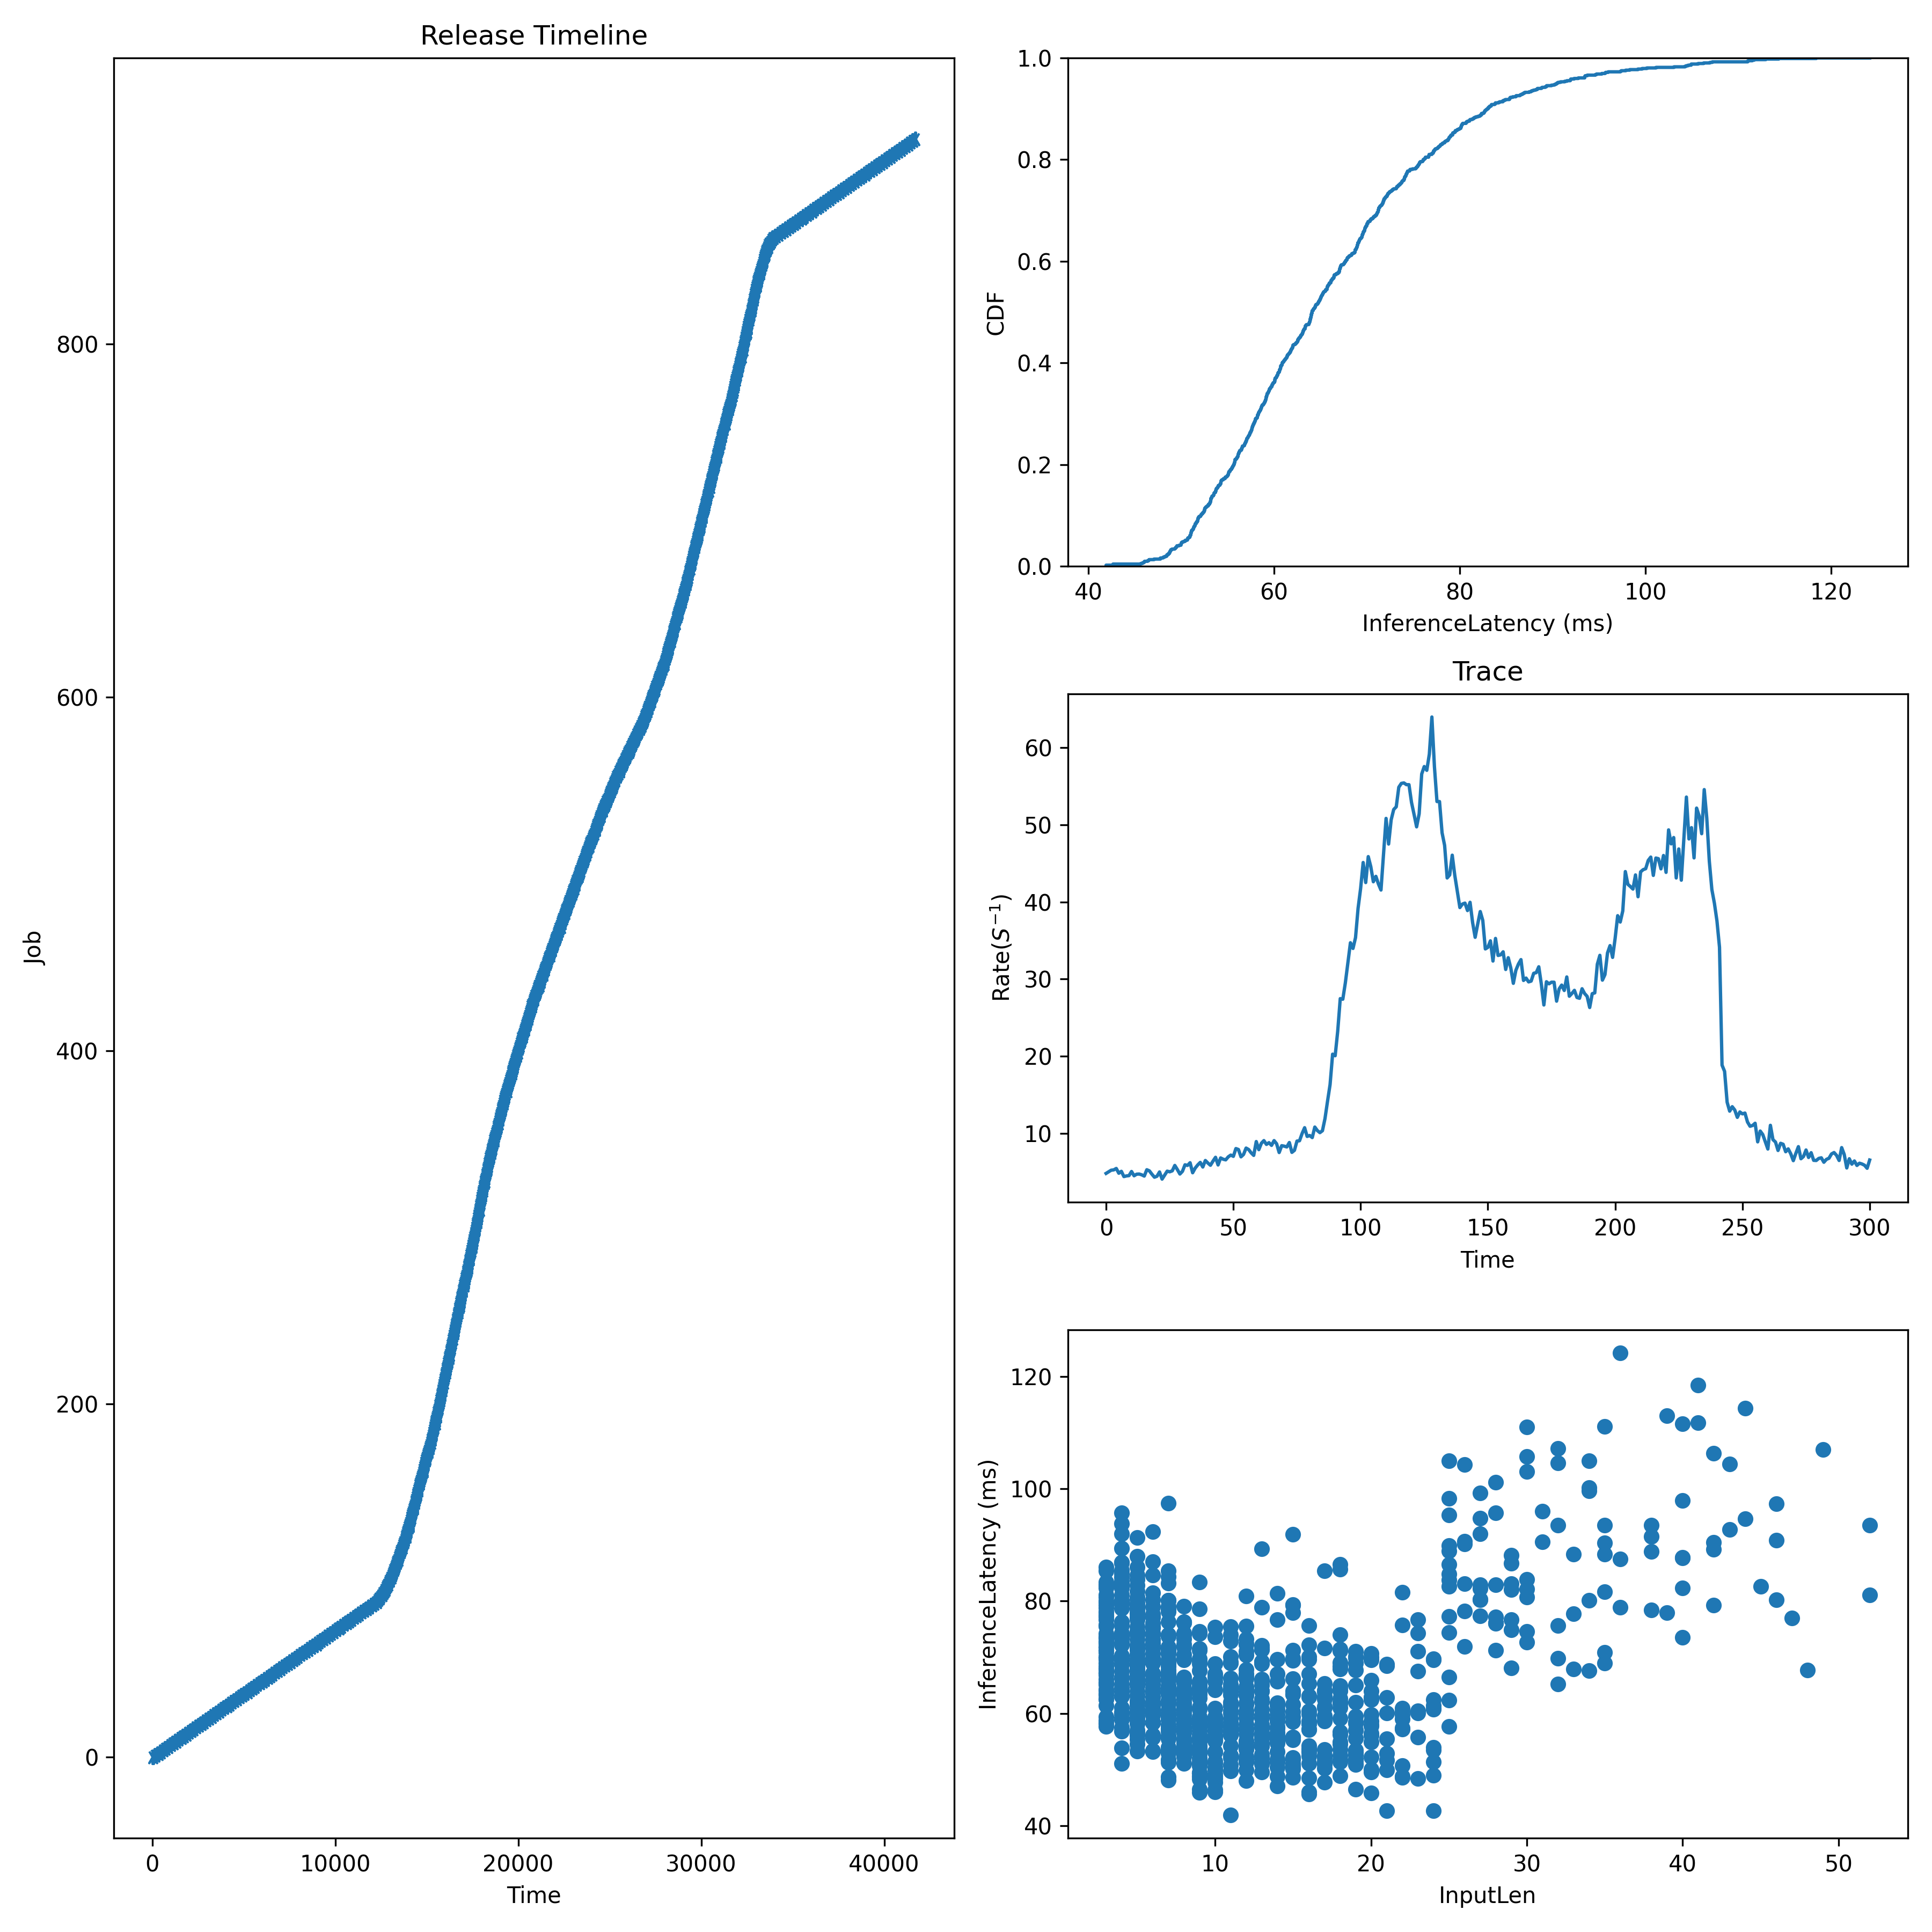 Release Timeline
Job
800
600
400
200
0
0 10000 20000 30000 40000
Time
CDF
1.0
0.8
0.6
0.4
0.2
0.0
40 60 80 100 120
InferenceLatency (ms)
Trace
Rate(S⁻¹)
60
50
40
30
20
10
0 50 100 150 200 250 300
Time
InferenceLatency (ms)
120
100
80
60
40
10 20 30 40 50
InputLen